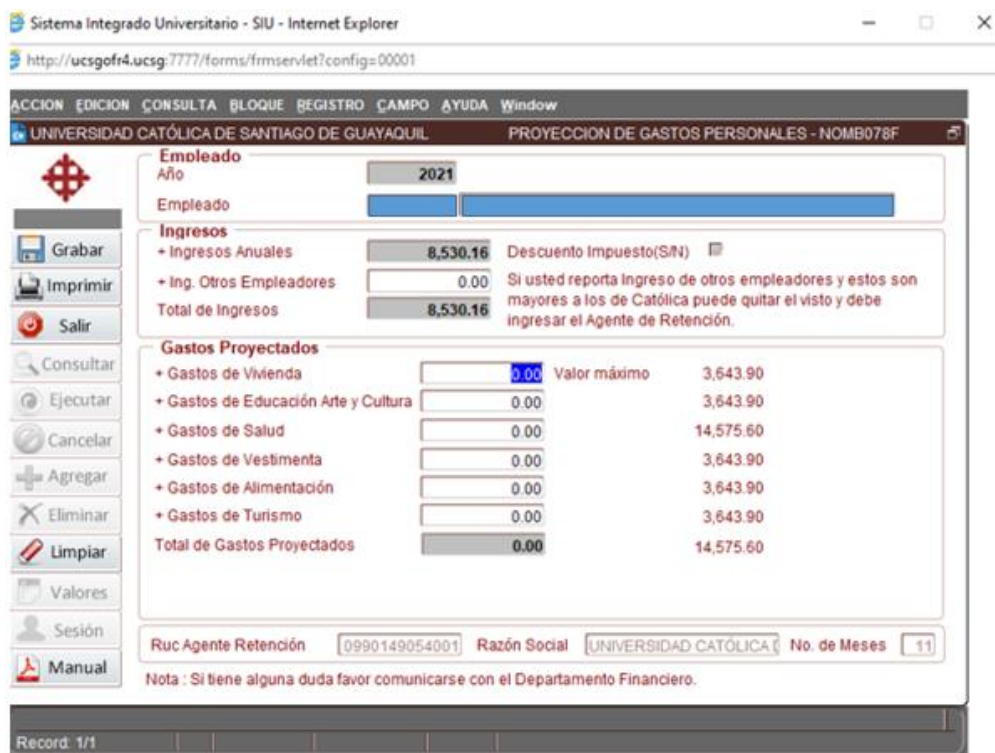 Sistema Integrado Universitario - SIU - Internet Explorer
http://ucsgofr4.ucsg:7777/forms/frmservlet?config=00001
ACCION EDICION CONSULTA BLOQUE REGISTRO CAMPO AYUDA Window
UNIVERSIDAD CATÓLICA DE SANTIAGO DE GUAYAQUIL PROYECCION DE GASTOS PERSONALES - NOMB078F
Empleado
Año 2021
Empleado
Ingresos
+ Ingresos Anuales 8,530.16 Descuento Impuesto(S/N)
+ Ing. Otros Empleadores 0.00 Si usted reporta Ingreso de otros empleadores y estos son
mayores a los de Católica puede quitar el visto y debe
ingresar el Agente de Retención.
Total de Ingresos 8,530.16
Gastos Proyectados
+ Gastos de Vivienda 0.00 Valor máximo 3,643.90
+ Gastos de Educación Arte y Cultura 0.00 3,643.90
+ Gastos de Salud 0.00 14,575.60
+ Gastos de Vestimenta 0.00 3,643.90
+ Gastos de Alimentación 0.00 3,643.90
+ Gastos de Turismo 0.00 3,643.90
Total de Gastos Proyectados 0.00 14,575.60
Ruc Agente Retención 0990149054001 Razón Social UNIVERSIDAD CATÓLICA No. de Meses 11
Nota : Si tiene alguna duda favor comunicarse con el Departamento Financiero.
Grabar
Imprimir
Salir
Consultar
Ejecutar
Cancelar
Agregar
Eliminar
Limpiar
Valores
Sesión
Manual
Record: 1/1